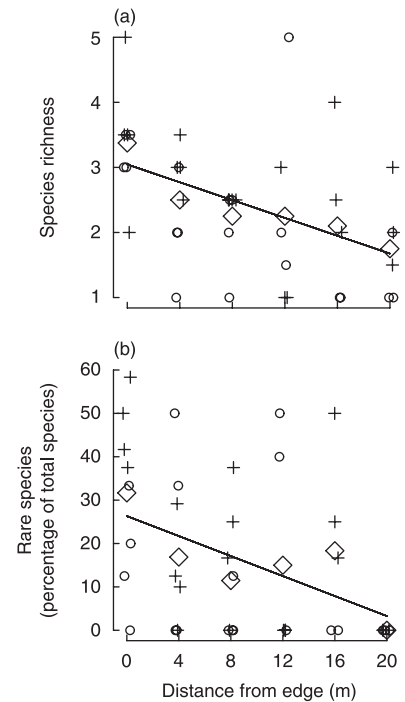 (a)
5
4
3
2
1
Species richness
(b)
60
50
40
30
20
10
0
Rare species
(percentage of total species)
0 4 8 12 16 20
Distance from edge (m)